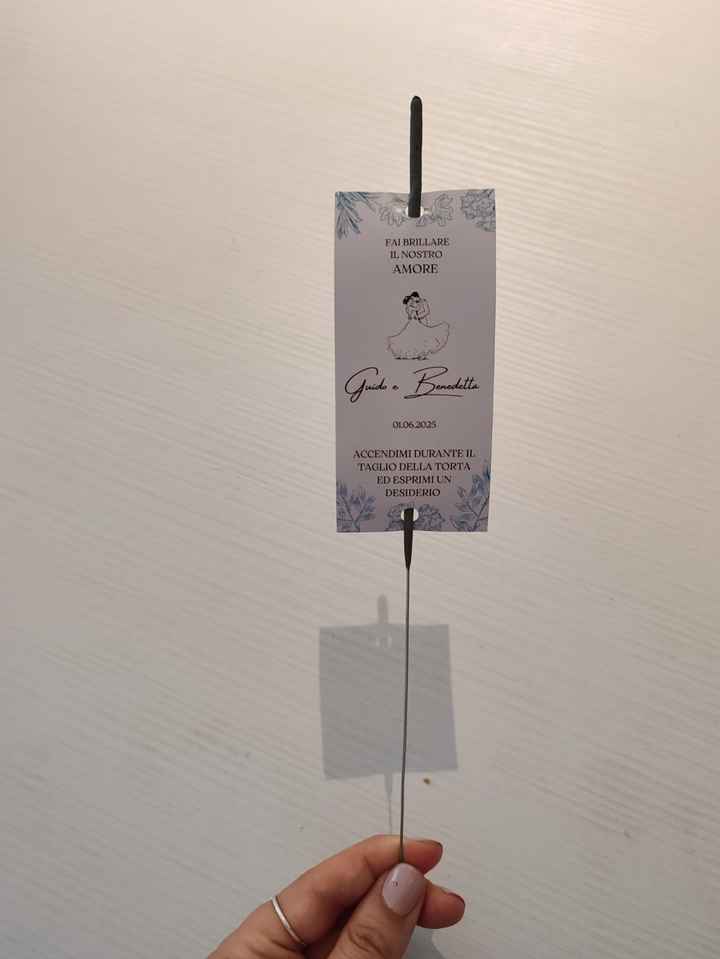 FAI BRILLARE
IL NOSTRO
AMORE
Guido e Benedetta
01.06.2025
ACCENDIMI DURANTE IL
TAGLIO DELLA TORTA
ED ESPRIMI UN
DESIDERIO